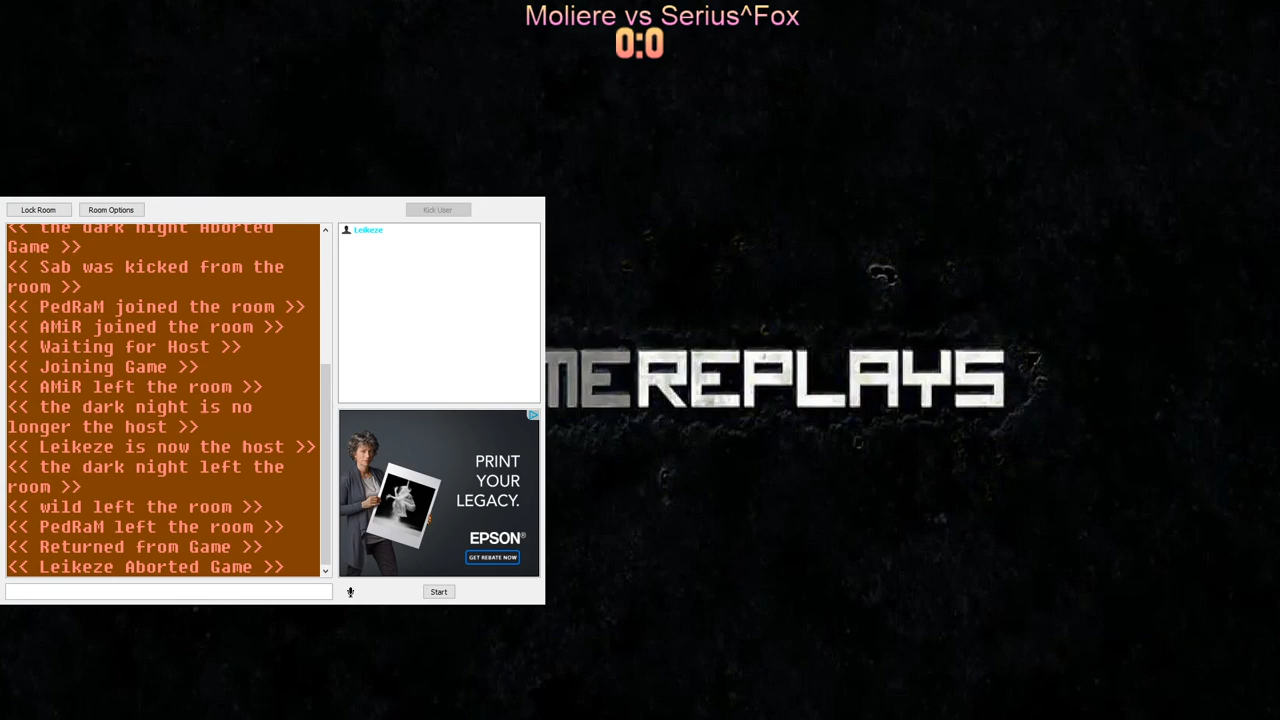 Moliere vs Serius^Fox
0:0
Lock Room
Room Options
Kick User
<< the dark night Aborted
Game >>
<< Sab was kicked from the
room >>
<< PedRaM joined the room >>
<< AMiR joined the room >>
<< Waiting for Host >>
<< Joining Game >>
<< AMiR left the room >>
<< the dark night is no
longer the host >>
<< Leikeze is now the host >>
<< the dark night left the
room >>
<< wild left the room >>
<< PedRaM left the room >>
<< Returned from Game >>
<< Leikeze Aborted Game >>
Leikeze
PRINT
YOUR
LEGACY.
EPSON®
GET REBATE NOW
Start
MEREPLAYS